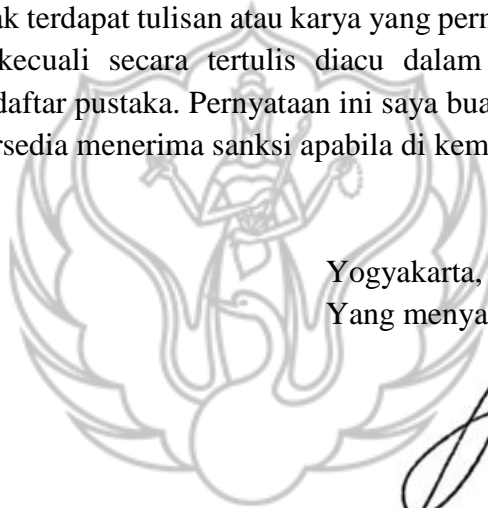 ak terdapat tulisan atau karya yang pern
kecuali secara tertulis diacu dalam
daftar pustaka. Pernyataan ini saya bua
rsedia menerima sanksi apabila di kem
Yogyakarta,
Yang menya